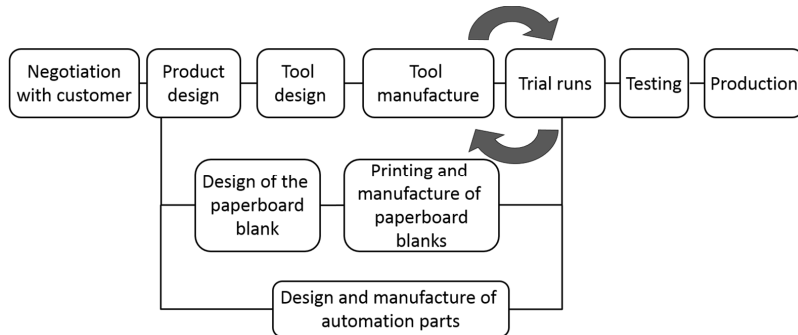 Negotiation
with customer
Product
design
Tool
design
Tool
manufacture
Trial runs
Testing
Production
Design of the
paperboard
blank
Printing and
manufacture of
paperboard
blanks
Design and manufacture of
automation parts